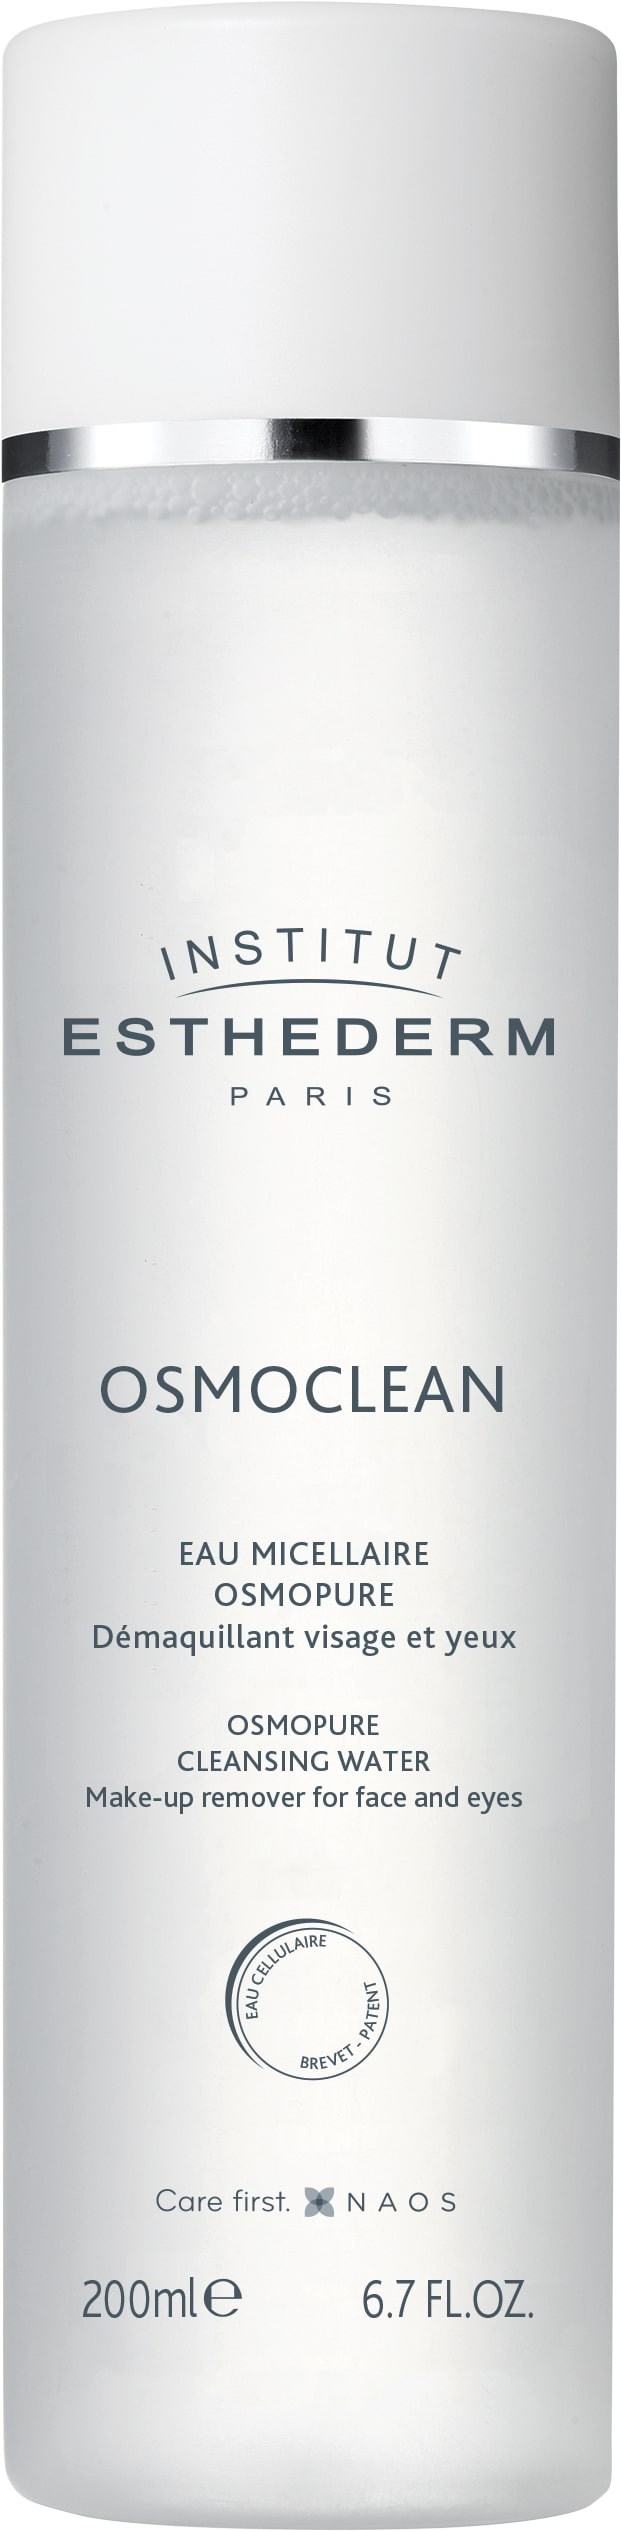 INSTITUT
ESTHEDERM
PARIS
OSMOCLEAN
EAU MICELLAIRE
OSMOPURE
Démaquillant visage et yeux
OSMOPURE
CLEANSING WATER
Make-up remover for face and eyes
EAU CELLULAIRE
BREVET - PATENT
Care first. NAOS
200ml℮ 6.7 FL.OZ.